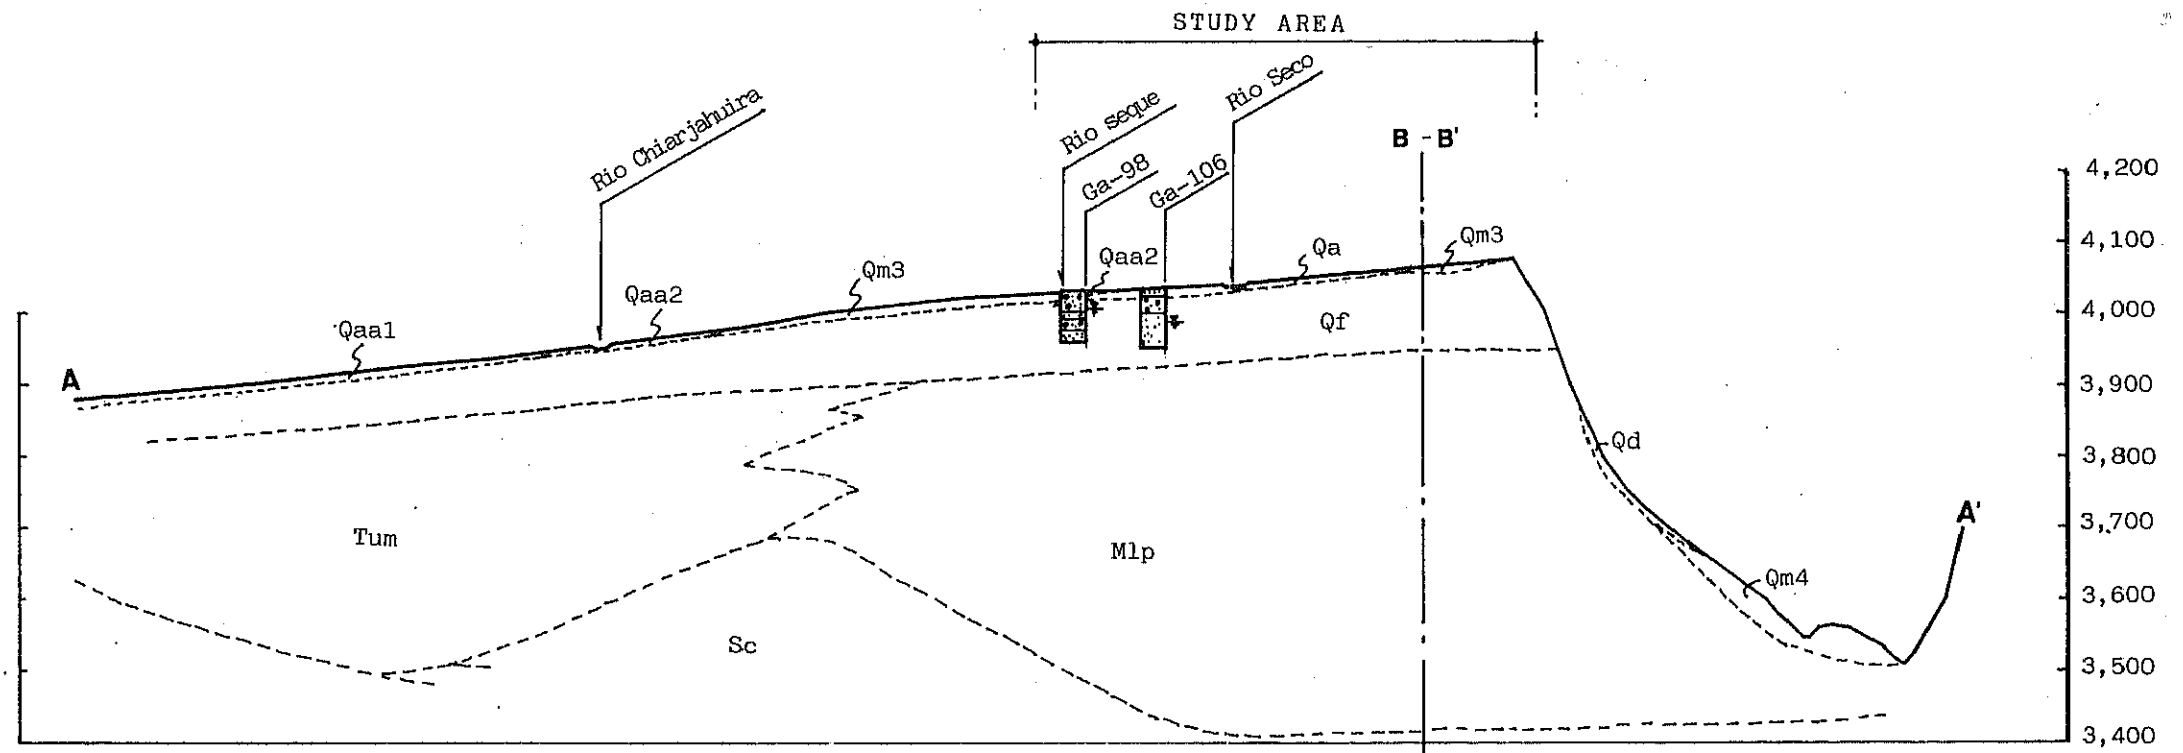 STUDY AREA
Rio Chiarjahuira
Rio seque
Ga-98
Ga-106
Rio Seco
B - B'
4,200
4,100
4,000
3,900
3,800
3,700
3,600
3,500
3,400
A
Qaa1
Qaa2
Qm3
Qaa2
Qa
Qm3
Qf
Qd
Qm4
A'
Tum
Mlp
Sc